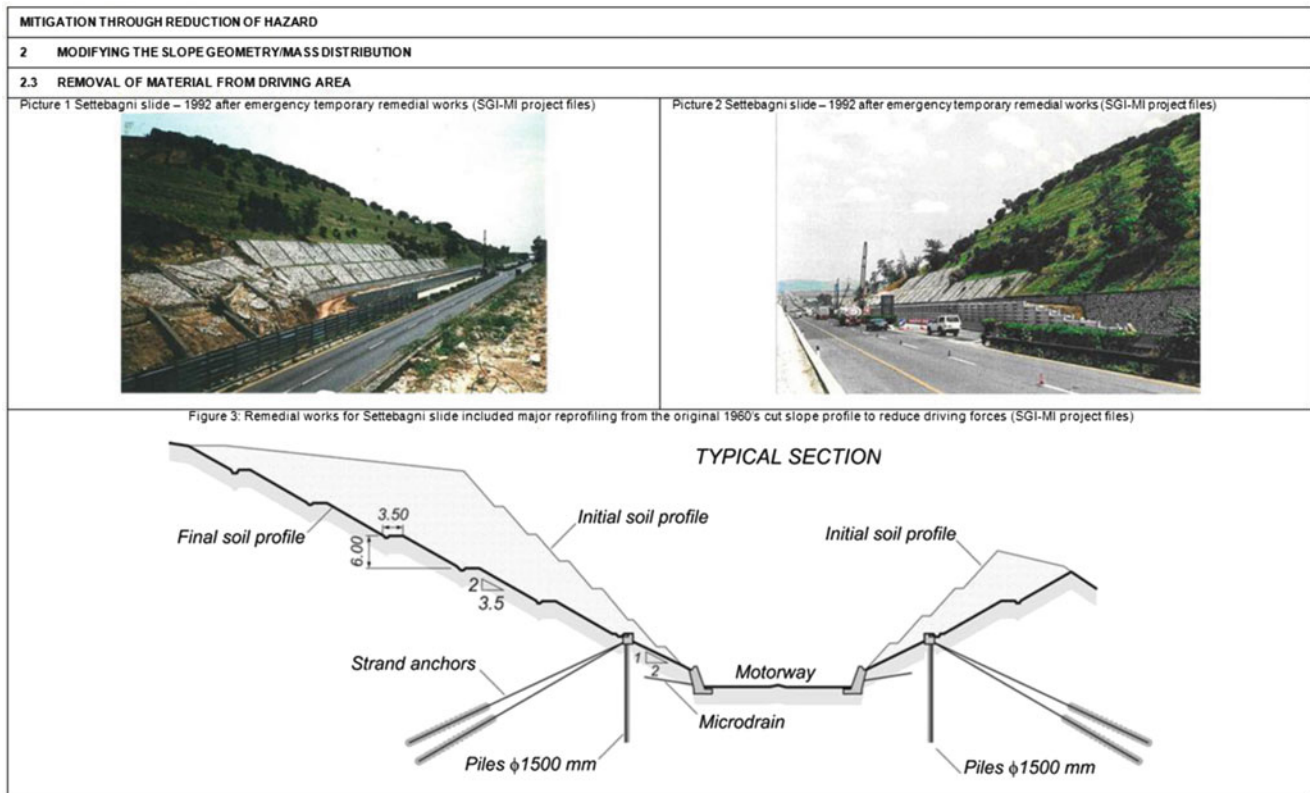 MITIGATION THROUGH REDUCTION OF HAZARD
2 MODIFYING THE SLOPE GEOMETRY/MASS DISTRIBUTION
2.3 REMOVAL OF MATERIAL FROM DRIVING AREA
Picture 1 Settebagni slide – 1992 after emergency temporary remedial works (SGI-MI project files)
Picture 2 Settebagni slide – 1992 after emergency temporary remedial works (SGI-MI project files)
Figure 3: Remedial works for Settebagni slide included major reprofiling from the original 1960's cut slope profile to reduce driving forces (SGI-MI project files)
TYPICAL SECTION
Initial soil profile
Initial soil profile
Final soil profile
3.50
6.00
2
3.5
Strand anchors
1
2
Motorway
Microdrain
Piles ϕ1500 mm
Piles ϕ1500 mm